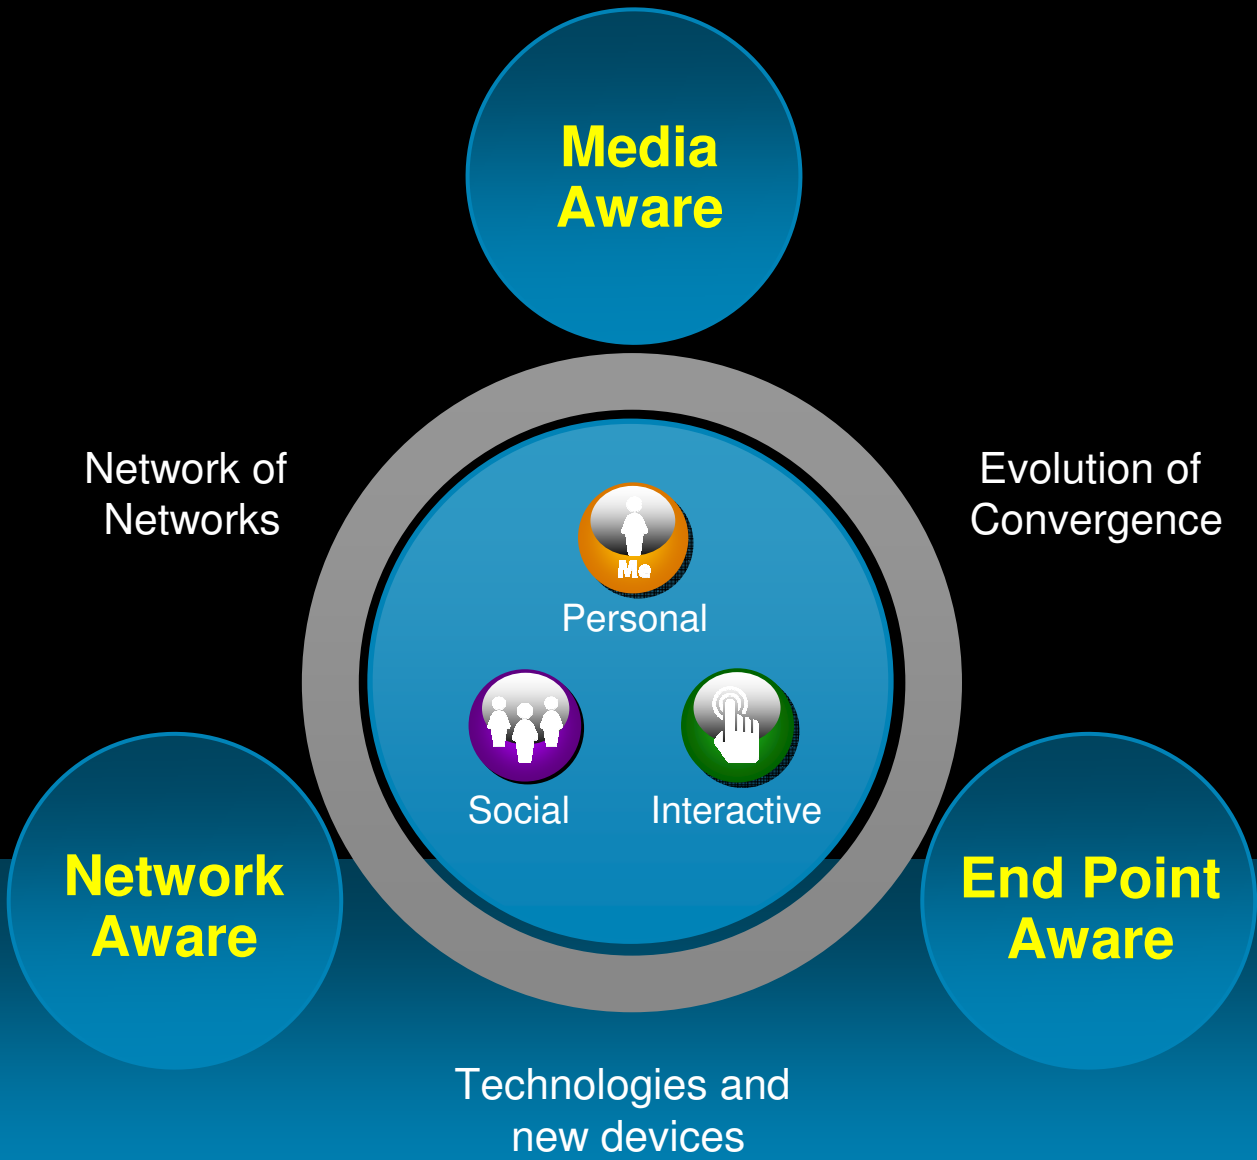 Media
Aware
Network of
Networks
Evolution of
Convergence
Me
Personal
Social
Interactive
Network
Aware
End Point
Aware
Technologies and
new devices